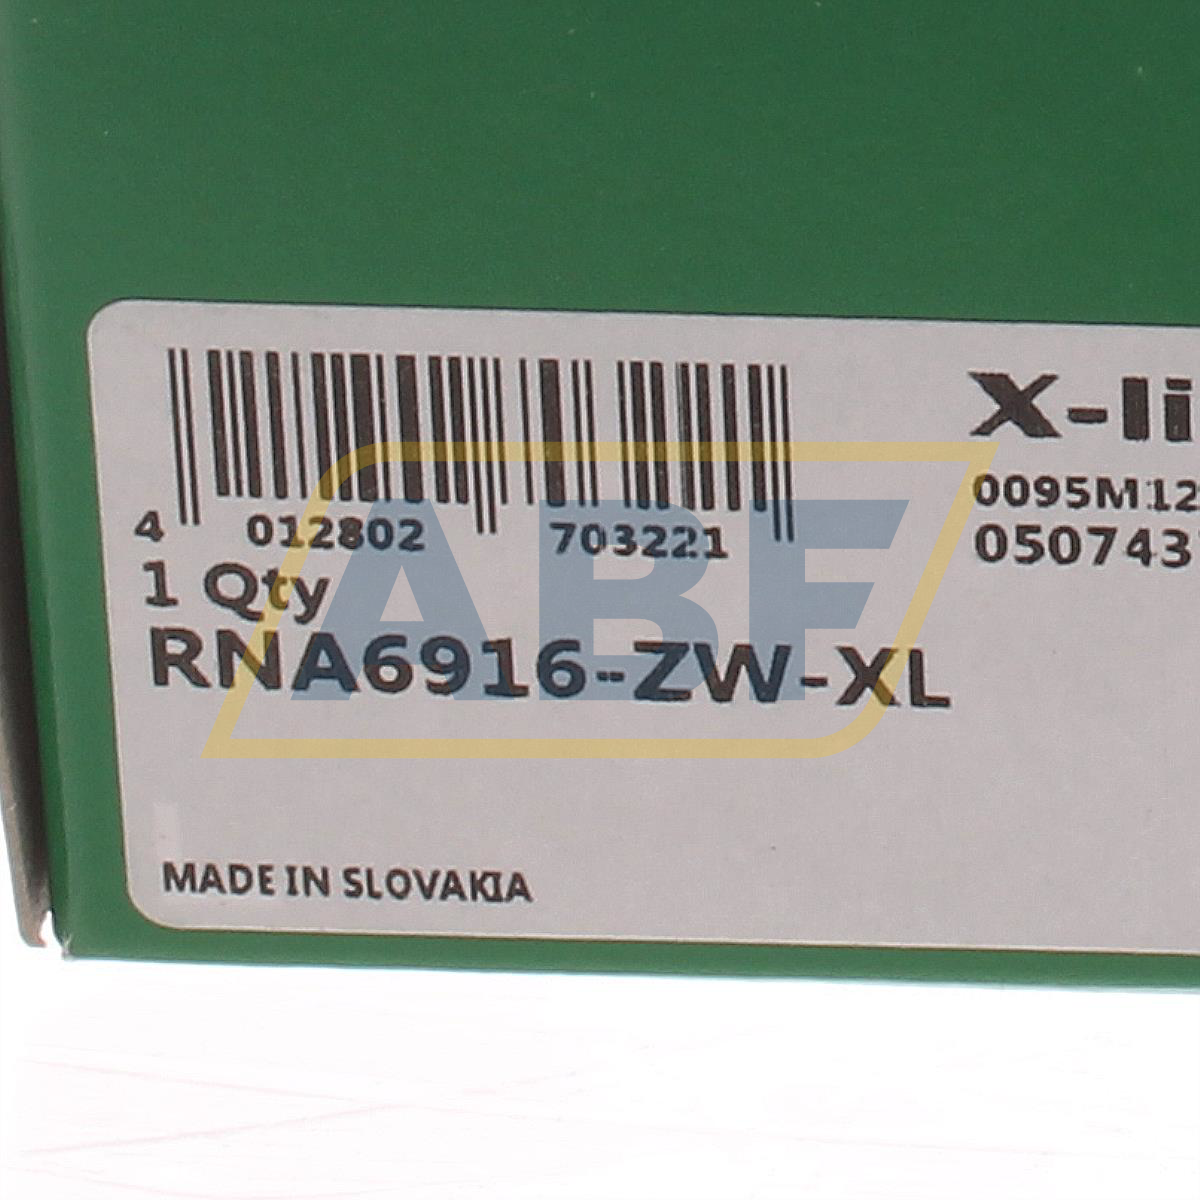 X-li
0095M12
050743
4 012802 703221
1 Qty
RNA6916-ZW-XL
MADE IN SLOVAKIA
ABF